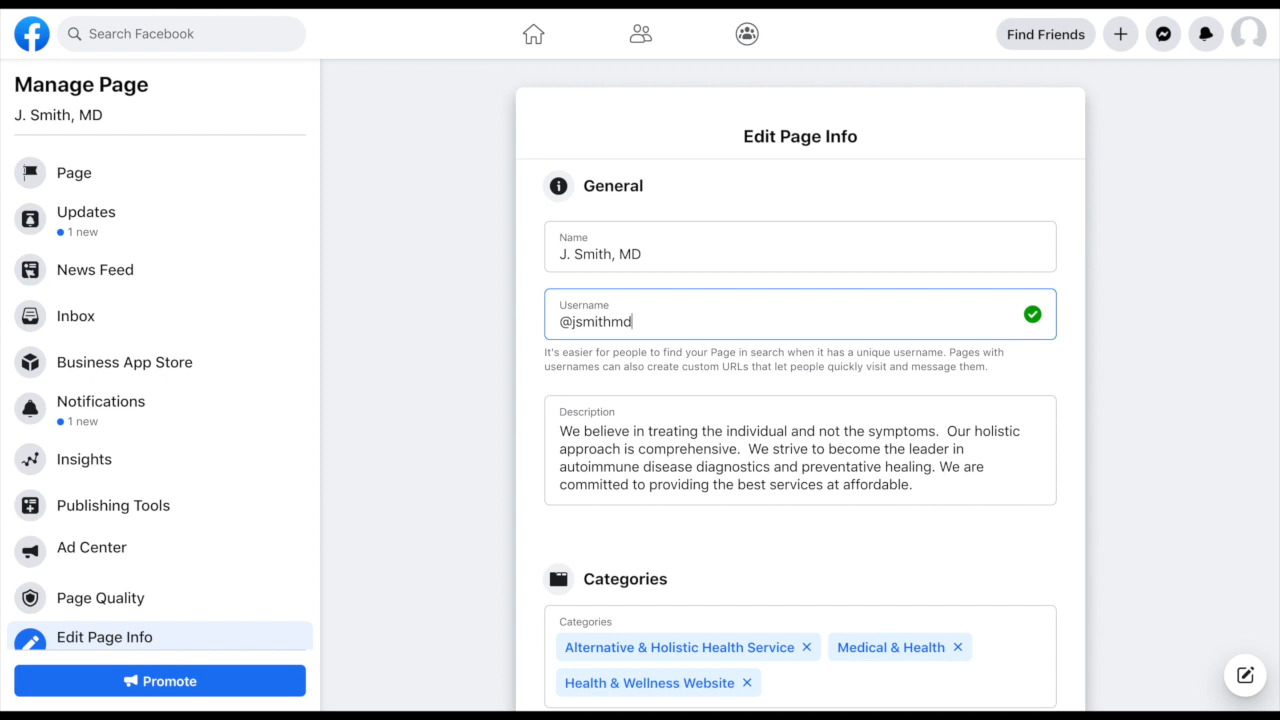 Search Facebook
Find Friends
Manage Page
J. Smith, MD
Page
Updates
1 new
News Feed
Inbox
Business App Store
Notifications
1 new
Insights
Publishing Tools
Ad Center
Page Quality
Edit Page Info
Promote
Edit Page Info
General
Name
J. Smith, MD
Username
@jsmithmd
It's easier for people to find your Page in search when it has a unique username. Pages with
usernames can also create custom URLs that let people quickly visit and message them.
Description
We believe in treating the individual and not the symptoms.  Our holistic
approach is comprehensive.  We strive to become the leader in
autoimmune disease diagnostics and preventative healing. We are
committed to providing the best services at affordable.
Categories
Categories
Alternative & Holistic Health Service
Medical & Health
Health & Wellness Website